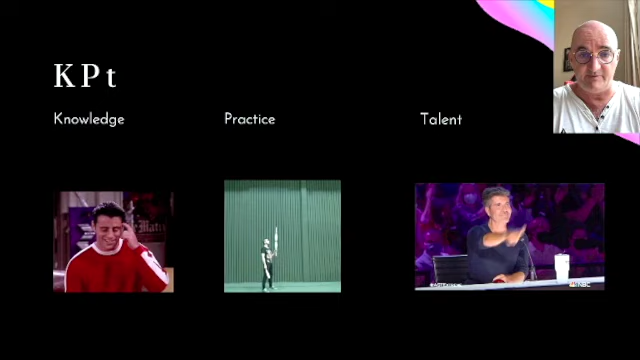 KPt
Knowledge
Practice
Talent
NBC